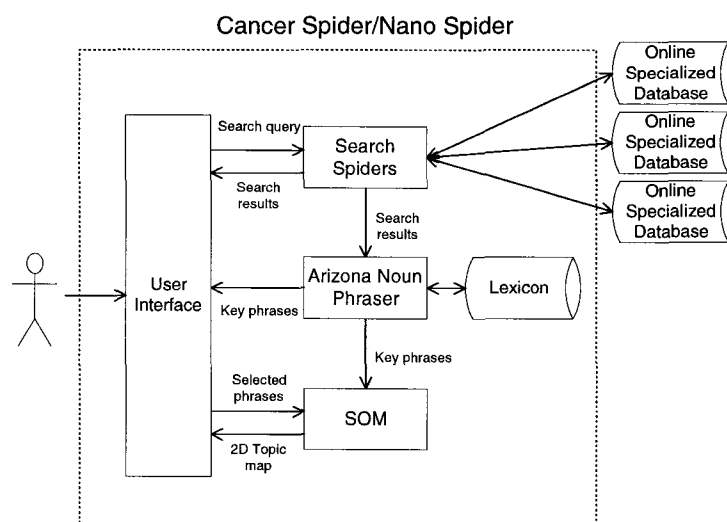 Cancer Spider/Nano Spider
Online
Specialized
Database
Online
Specialized
Database
Online
Specialized
Database
Search query
Search
Spiders
Search
results
Search
results
User
Interface
Arizona Noun
Phraser
Lexicon
Key phrases
Key phrases
Selected
phrases
SOM
2D Topic
map